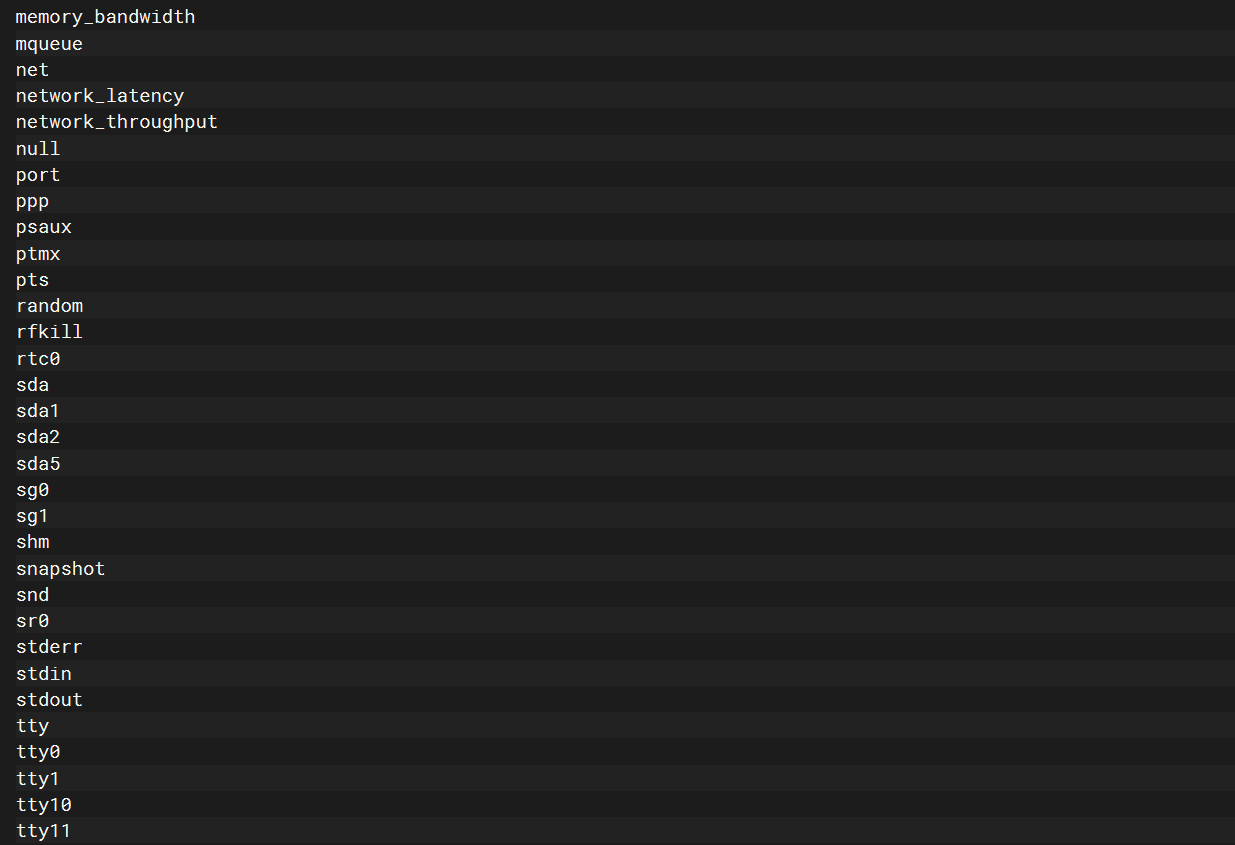 memory_bandwidth
mqueue
net
network_latency
network_throughput
null
port
ppp
psaux
ptmx
pts
random
rfkill
rtc0
sda
sda1
sda2
sda5
sg0
sg1
shm
snapshot
snd
sr0
stderr
stdin
stdout
tty
tty0
tty1
tty10
tty11